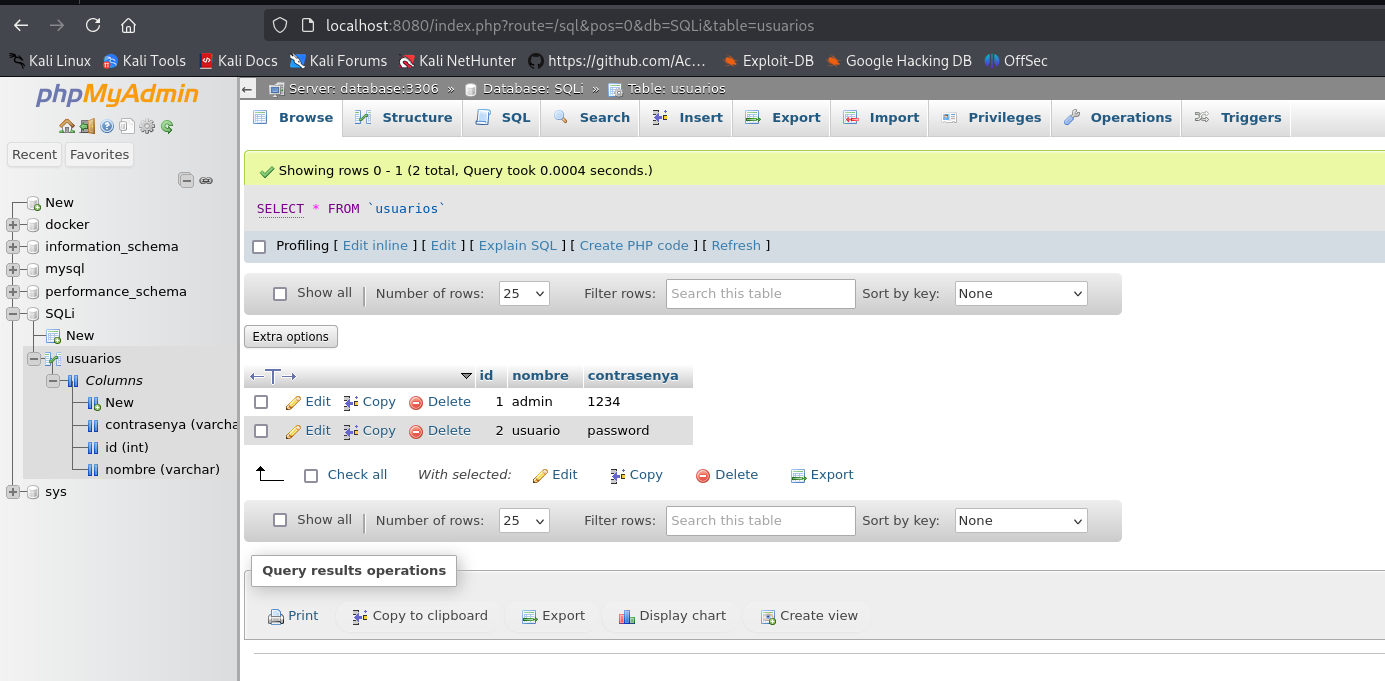 localhost:8080/index.php?route=/sql&pos=0&db=SQLi&table=usuarios
Kali Linux Kali Tools Kali Docs Kali Forums Kali NetHunter https://github.com/Ac... Exploit-DB Google Hacking DB OffSec
phpMyAdmin
Recent Favorites
New
docker
information_schema
mysql
performance_schema
SQLi
New
usuarios
Columns
New
contrasenya (varcha
id (int)
nombre (varchar)
sys
Server: database:3306 » Database: SQLi » Table: usuarios
Browse Structure SQL Search Insert Export Import Privileges Operations Triggers
Showing rows 0 - 1 (2 total, Query took 0.0004 seconds.)
SELECT * FROM `usuarios`
Profiling [ Edit inline ] [ Edit ] [ Explain SQL ] [ Create PHP code ] [ Refresh ]
Show all Number of rows: 25 Filter rows: Search this table Sort by key: None
Extra options
id nombre contrasenya
Edit Copy Delete 1 admin 1234
Edit Copy Delete 2 usuario password
Check all With selected: Edit Copy Delete Export
Show all Number of rows: 25 Filter rows: Search this table Sort by key: None
Query results operations
Print Copy to clipboard Export Display chart Create view